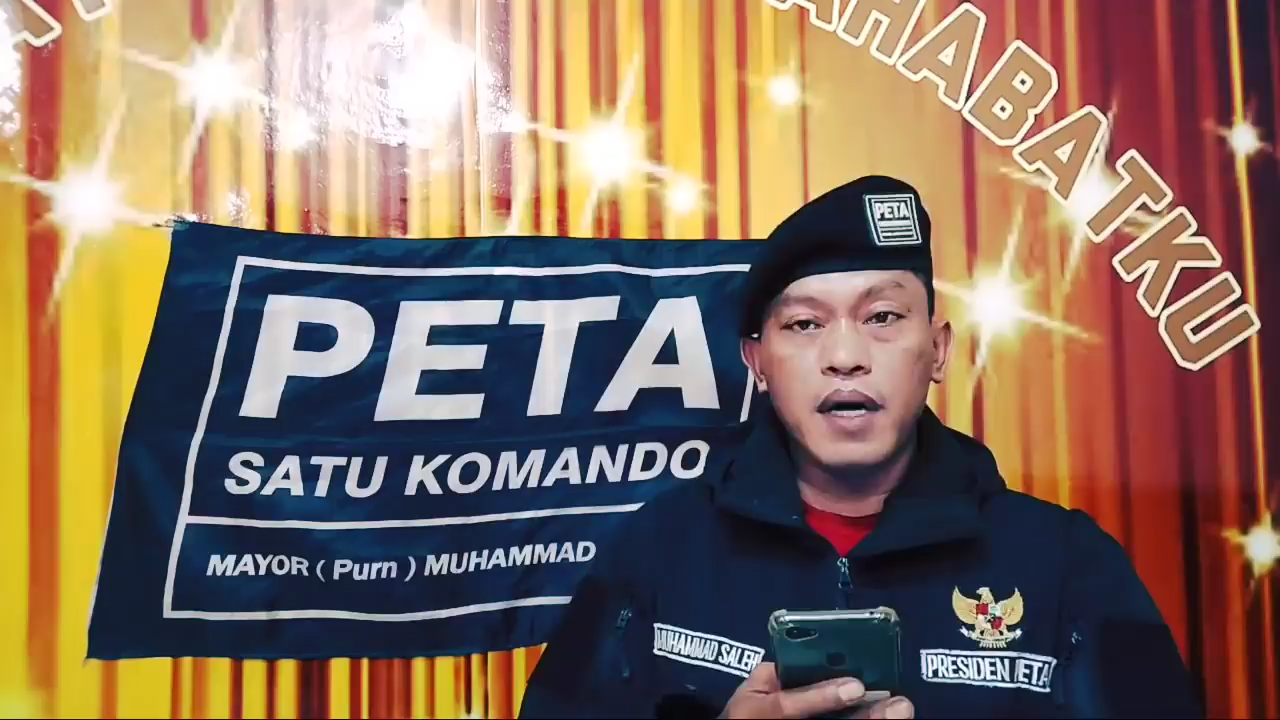 AHABATKU
PETA
PETA
SATU KOMANDO
MAYOR ( Purn ) MUHAMMAD
MUHAMMAD SALEH
PRESIDEN PETA